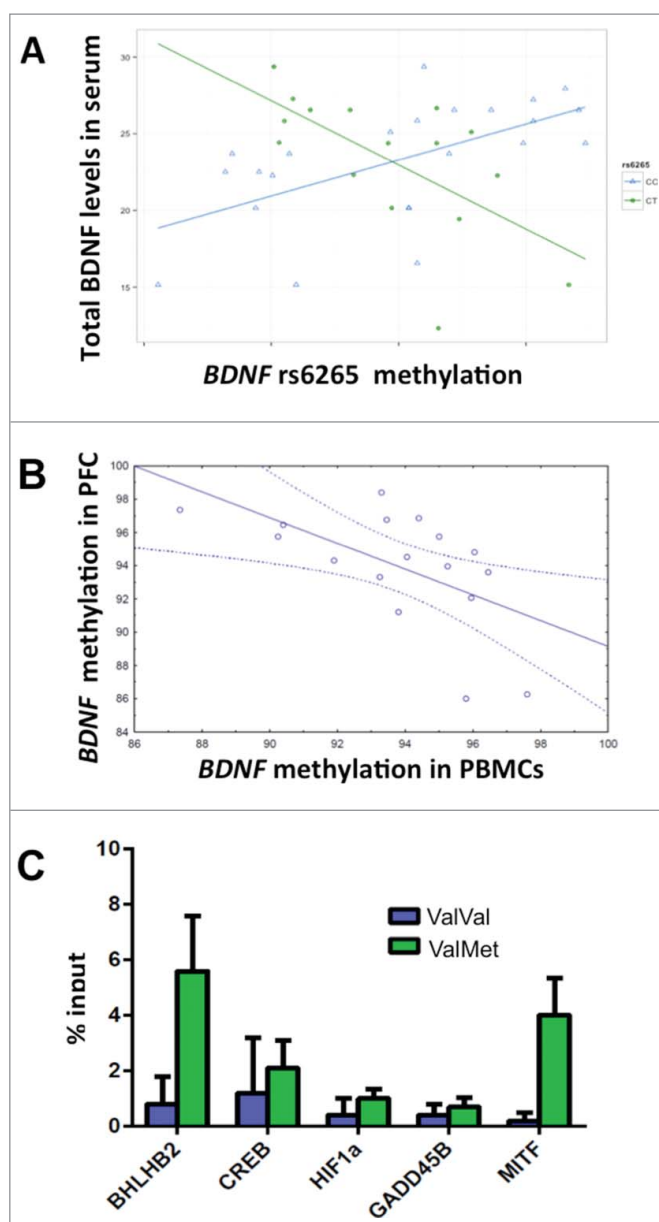 A
Total BDNF levels in serum
30
25
20
15
rs6265
CC
CT
BDNF rs6265 methylation
B
BDNF methylation in PFC
100
98
96
94
92
90
88
86
84
86
88
90
92
94
96
98
100
BDNF methylation in PBMCs
C
% input
10
8
6
4
2
0
ValVal
ValMet
BHLHB2
CREB
HIF1a
GADD45B
MITF